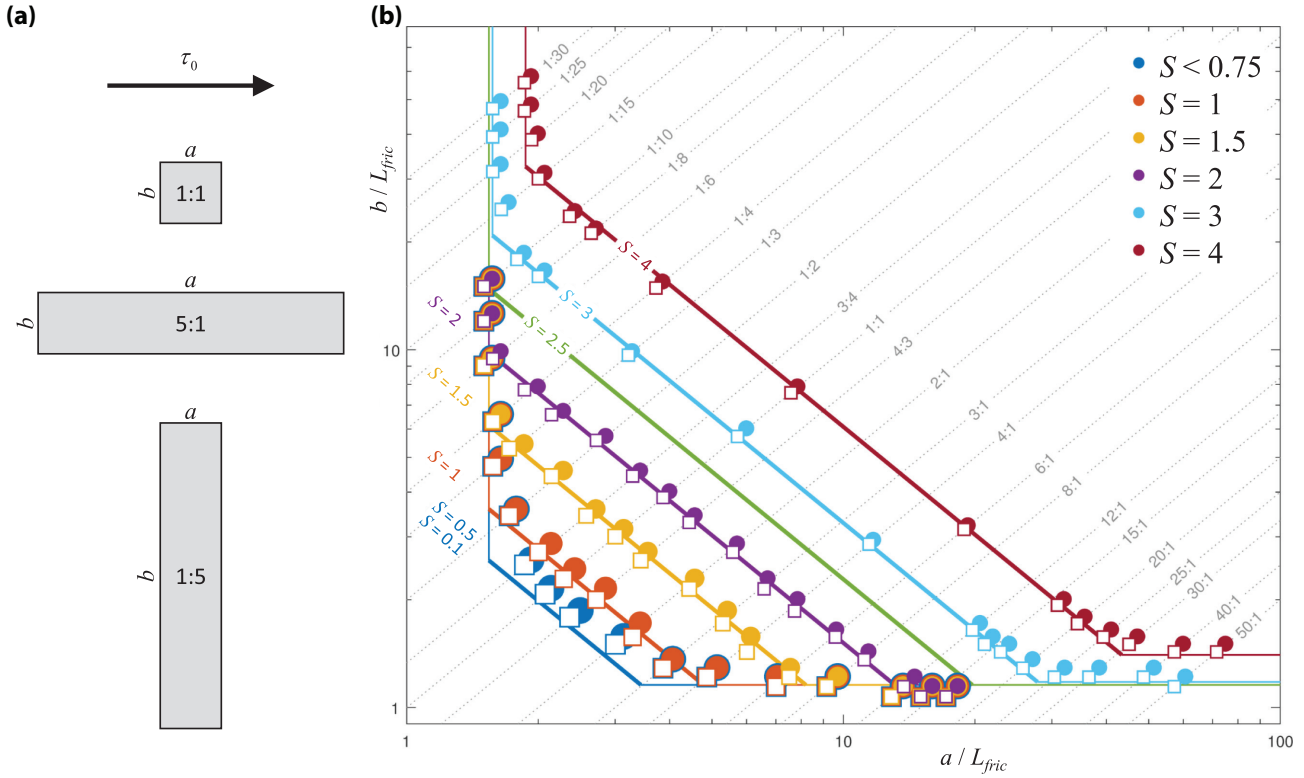 (a)
τ0
a
b
1:1
a
b
5:1
a
b
1:5
(b)
b / Lfric
10
1
1
10
100
a / Lfric
1:30
1:25
1:20
1:15
1:10
1:8
1:6
1:4
1:3
1:2
3:4
1:1
4:3
2:1
3:1
4:1
6:1
8:1
12:1
15:1
20:1
25:1
30:1
40:1
50:1
S = 4
S = 3
S = 2.5
S = 2
S = 1.5
S = 1
S = 0.5
S = 0.1
S < 0.75
S = 1
S = 1.5
S = 2
S = 3
S = 4